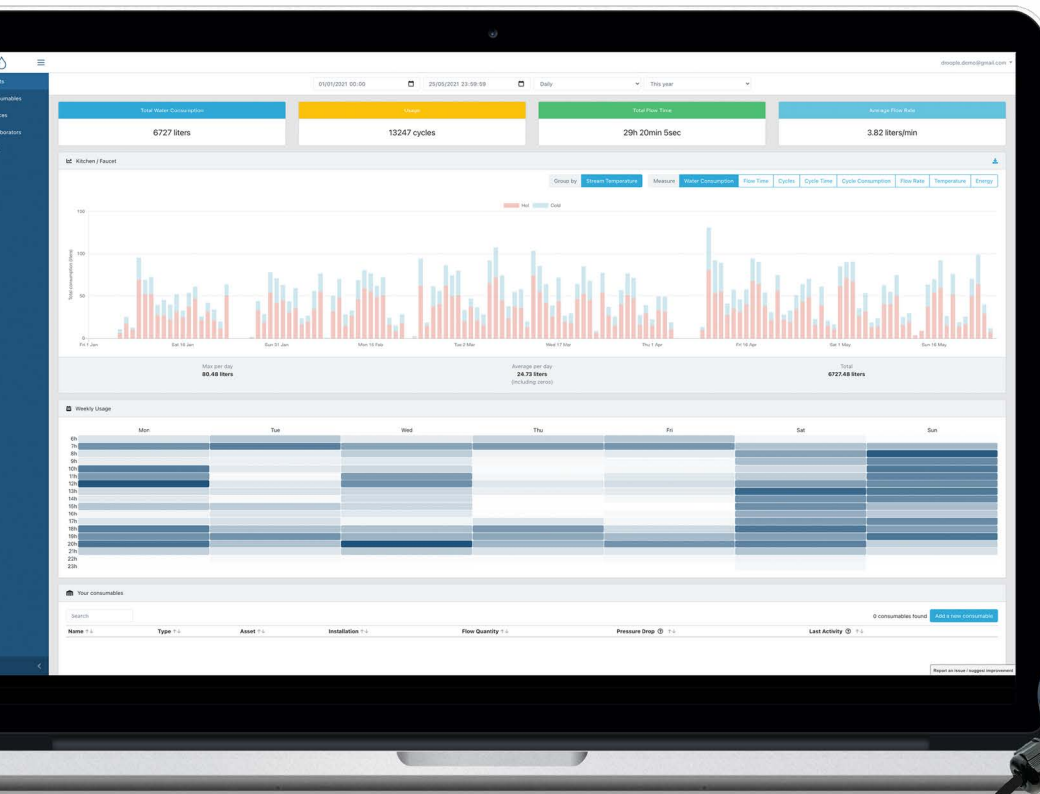 dmople.demo@gmail.com
01/01/2021 00:00
25/05/2021 23:59:59
Daily
This year
Total Water Consumption
Usage
Total Flow Time
Average Flow Rate
6727 liters
13247 cycles
29h 20min 5sec
3.82 liters/min
Kitchen / Faucet
Group by Stream Temperature Measure Water Consumption Flow Time Cycles Cycle Time Cycle Consumption Flow Rate Temperature Energy
Hot Cold
Total consumption (liters)
100
50
0
Fri 1 Jan
Sat 16 Jan
Sun 31 Jan
Mon 15 Feb
Tue 2 Mar
Wed 17 Mar
Thu 1 Apr
Fri 16 Apr
Sat 1 May
Sun 16 May
Max per day
80.48 liters
Average per day
24.73 liters
(including zeros)
Total
6727.48 liters
Weekly Usage
Mon Tue Wed Thu Fri Sat Sun
6h
7h
8h
9h
10h
11h
12h
13h
14h
15h
16h
17h
18h
19h
20h
21h
22h
23h
Your consumables
Search
0 consumables found
Add a new consumable
Name Type Asset Installation Flow Quantity Pressure Drop Last Activity
Report an issue / suggest improvement